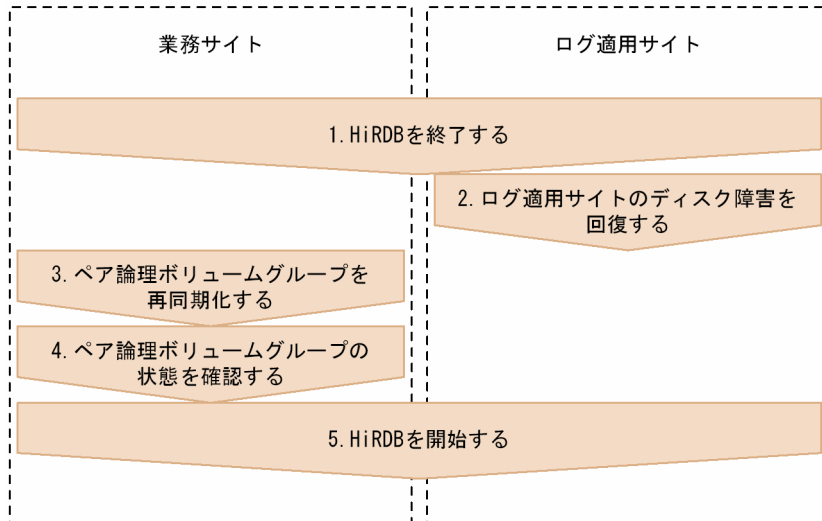 業務サイト
ログ適用サイト
1.HiRDBを終了する
2.ログ適用サイトのディスク障害を
回復する
3.ペア論理ボリュームグループを
再同期化する
4.ペア論理ボリュームグループの
状態を確認する
5.HiRDBを開始する